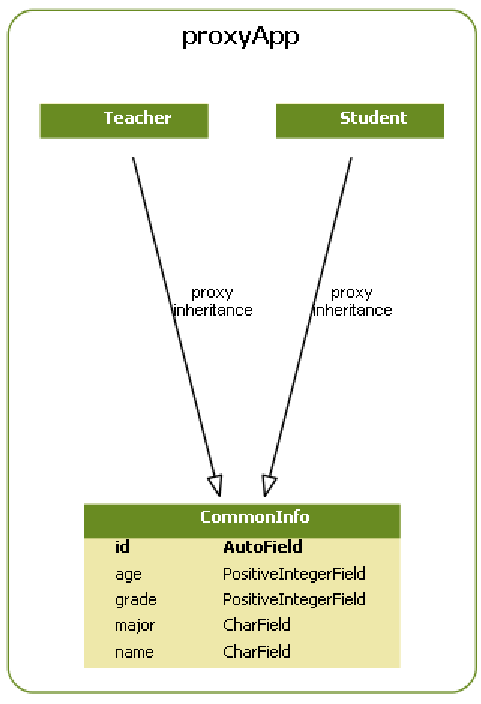 proxyApp
Teacher
Student
proxy
inheritance
proxy
inheritance
CommonInfo
id AutoField
age PositiveIntegerField
grade PositiveIntegerField
major CharField
name CharField